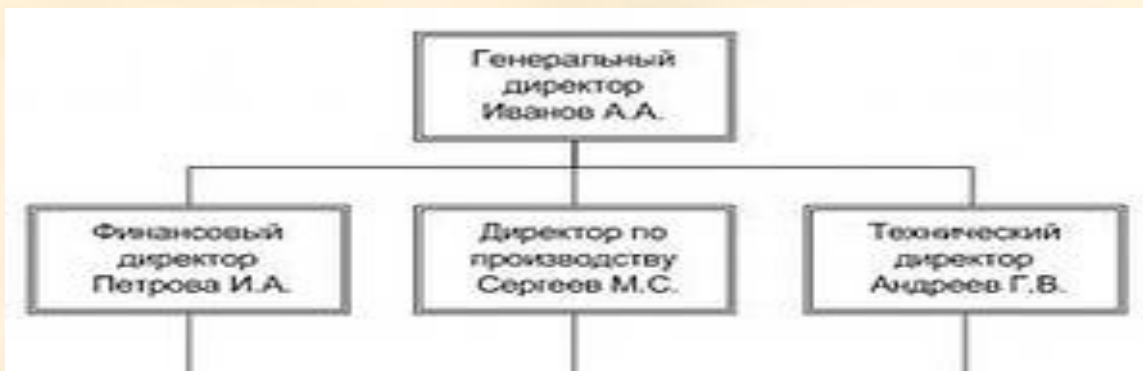 Генеральный
директор
Иванов А.А.
Финансовый
директор
Петрова И.А.
Директор по
производству
Сергеев М.С.
Технический
директор
Андреев Г.В.